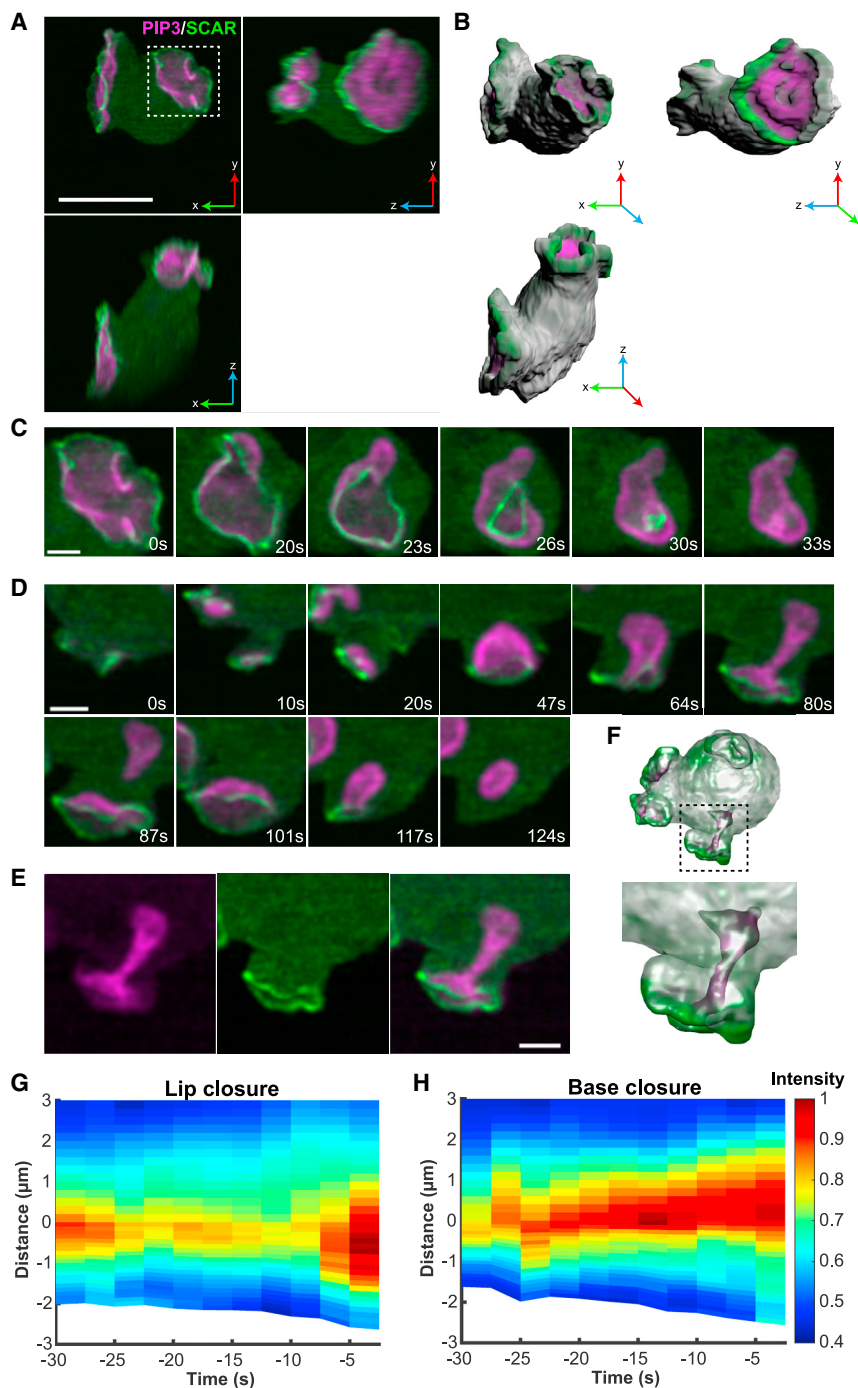 A
B
PIP3/SCAR
y
x
y
z
y
x
y
z
z
x
z
x
C
0s
20s
23s
26s
30s
33s
D
0s
10s
20s
47s
64s
80s
F
87s
101s
117s
124s
E
G
H
Lip closure
Base closure
Intensity
3
2
1
0
-1
-2
-3
Distance (µm)
-30
-25
-20
-15
-10
-5
Time (s)
3
2
1
0
-1
-2
-3
Distance (µm)
-30
-25
-20
-15
-10
-5
Time (s)
1
0.9
0.8
0.7
0.6
0.5
0.4